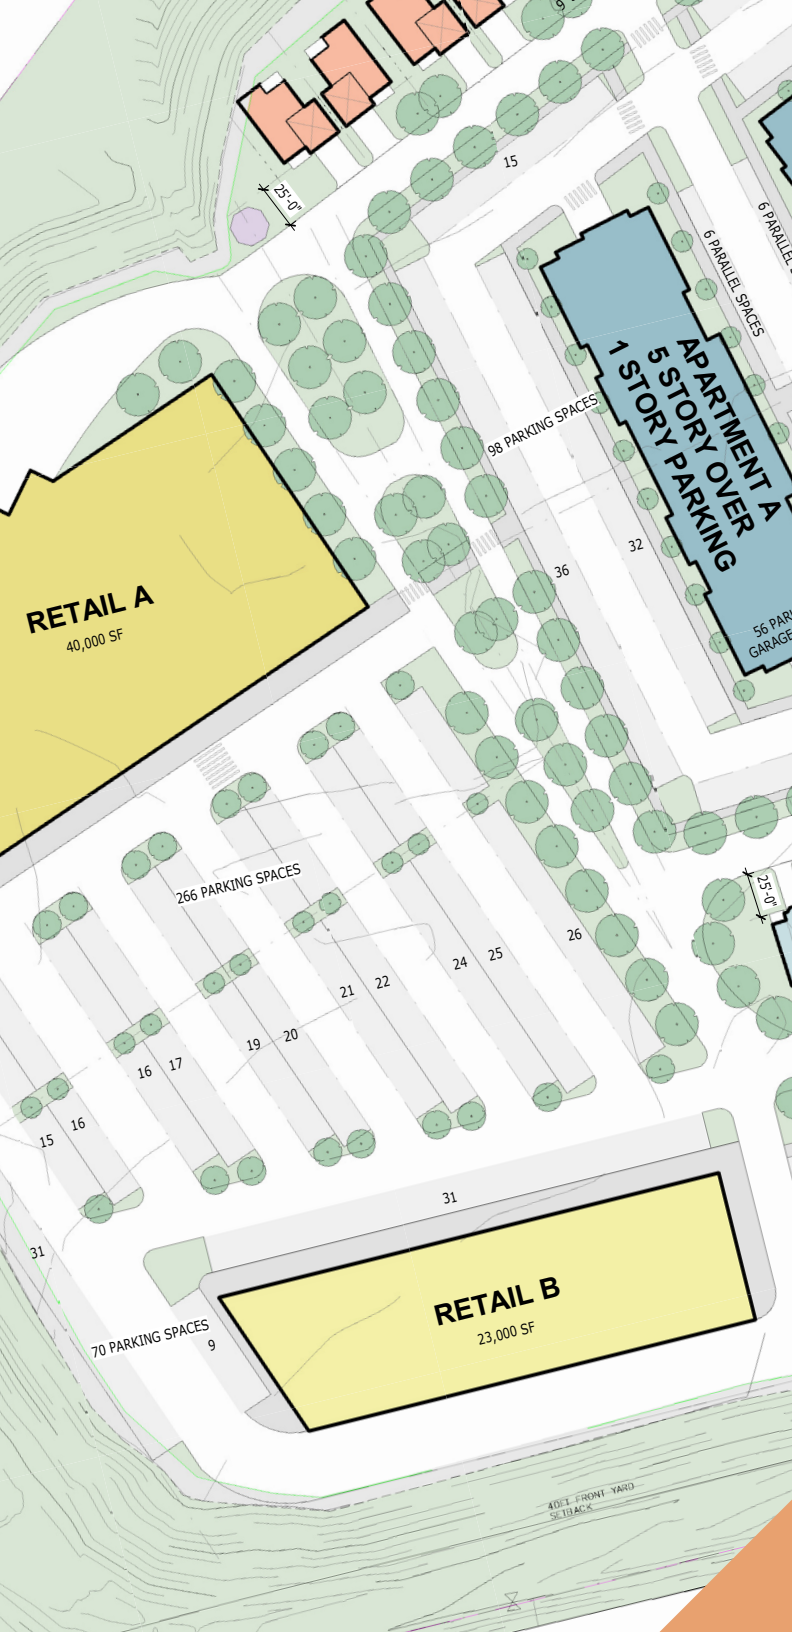 9
15
25'-0"
6 PARALLEL SPACES
6 PARALLEL
98 PARKING SPACES
APARTMENT A
5 STORY OVER
1 STORY PARKING
32
36
RETAIL A
40,000 SF
56 PAR
GARAGE
266 PARKING SPACES
25'-0"
26
25
24
22
21
20
19
17
16
16
15
31
31
RETAIL B
23,000 SF
70 PARKING SPACES
9
40FT FRONT YARD
SETBACK